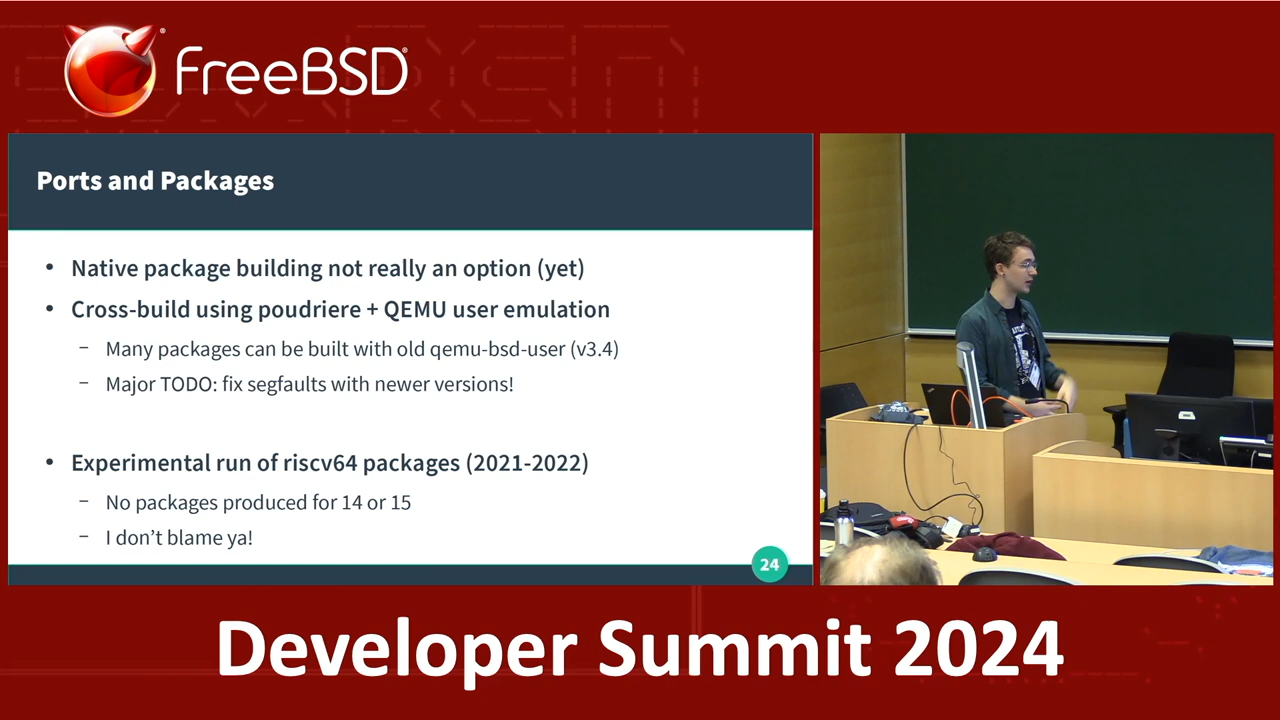 FreeBSD®
Ports and Packages
• Native package building not really an option (yet)
• Cross-build using poudriere + QEMU user emulation
– Many packages can be built with old qemu-bsd-user (v3.4)
– Major TODO: fix segfaults with newer versions!
• Experimental run of riscv64 packages (2021-2022)
– No packages produced for 14 or 15
– I don’t blame ya!
24
Developer Summit 2024